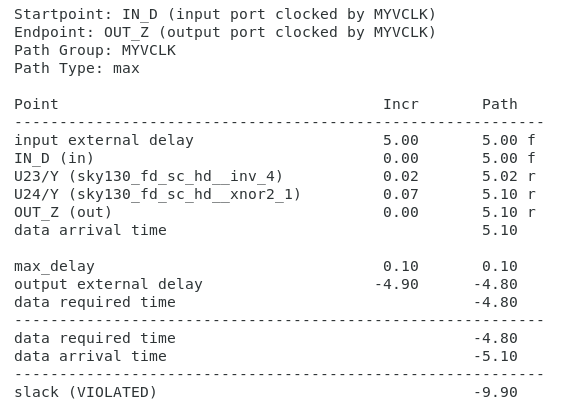 Startpoint: IN_D (input port clocked by MYVCLK)
Endpoint: OUT_Z (output port clocked by MYVCLK)
Path Group: MYVCLK
Path Type: max
Point Incr Path
-----------------------------------------------------------
input external delay 5.00 5.00 f
IN_D (in) 0.00 5.00 f
U23/Y (sky130_fd_sc_hd__inv_4) 0.02 5.02 r
U24/Y (sky130_fd_sc_hd__xnor2_1) 0.07 5.10 r
OUT_Z (out) 0.00 5.10 r
data arrival time 5.10
max_delay 0.10 0.10
output external delay -4.90 -4.80
data required time -4.80
-----------------------------------------------------------
data required time -4.80
data arrival time -5.10
-----------------------------------------------------------
slack (VIOLATED) -9.90